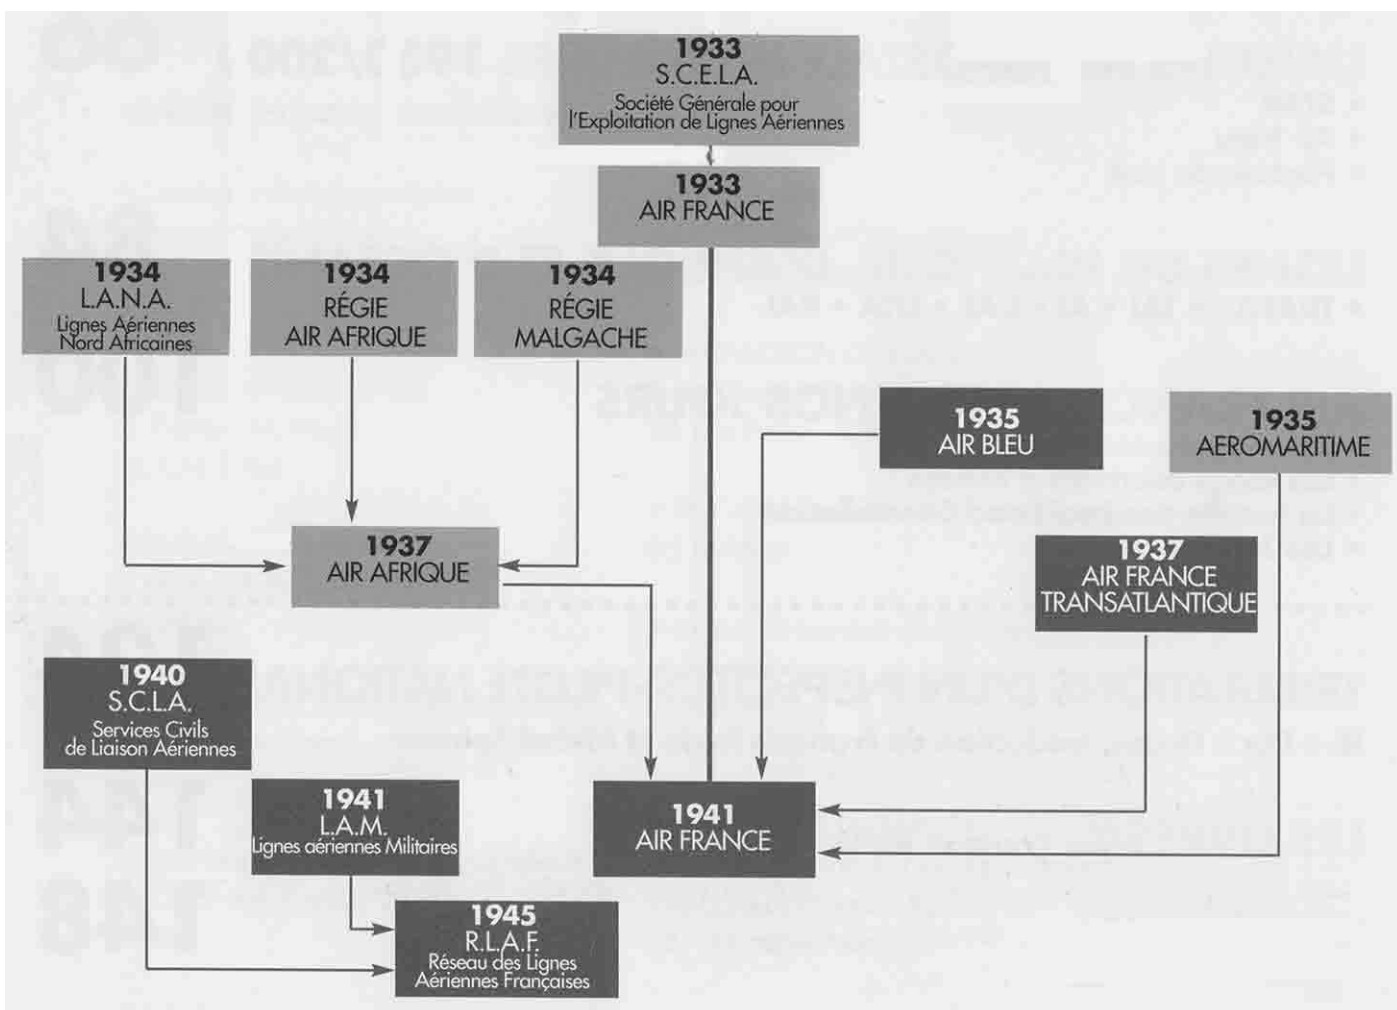 1933
S.C.E.L.A.
Société Générale pour
l'Exploitation de Lignes Aériennes
1933
AIR FRANCE
1934
L.A.N.A.
Lignes Aériennes
Nord Africaines
1934
RÉGIE
AIR AFRIQUE
1934
RÉGIE
MALGACHE
1935
AIR BLEU
1935
AEROMARITIME
1937
AIR AFRIQUE
1937
AIR FRANCE
TRANSATLANTIQUE
1940
S.C.L.A.
Services Civils
de Liaison Aériennes
1941
L.A.M.
Lignes aériennes Militaires
1941
AIR FRANCE
1945
R.L.A.F.
Réseau des Lignes
Aériennes Françaises